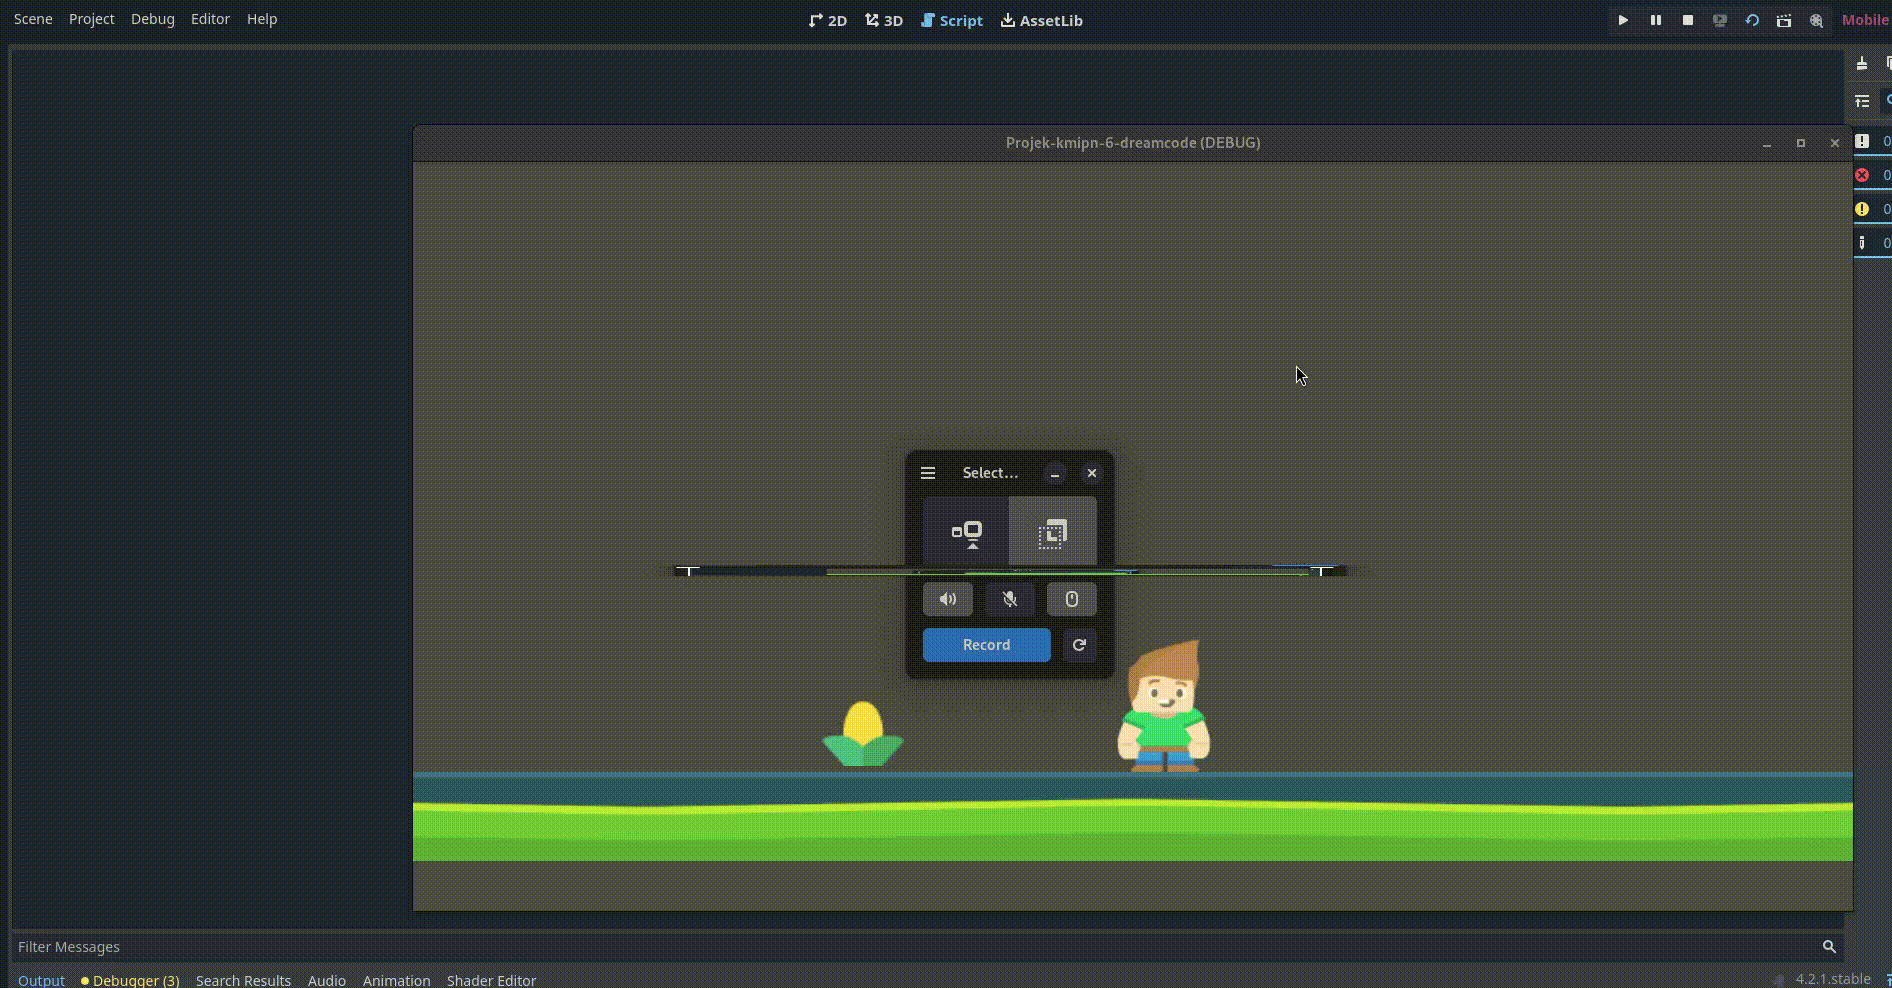 Scene Project Debug Editor Help 2D 3D Script AssetLib Mobile
Projek-kmipn-6-dreamcode (DEBUG)
0
0
0
0
Select...
Record
Filter Messages
Output Debugger (3) Search Results Audio Animation Shader Editor 4.2.1.stable